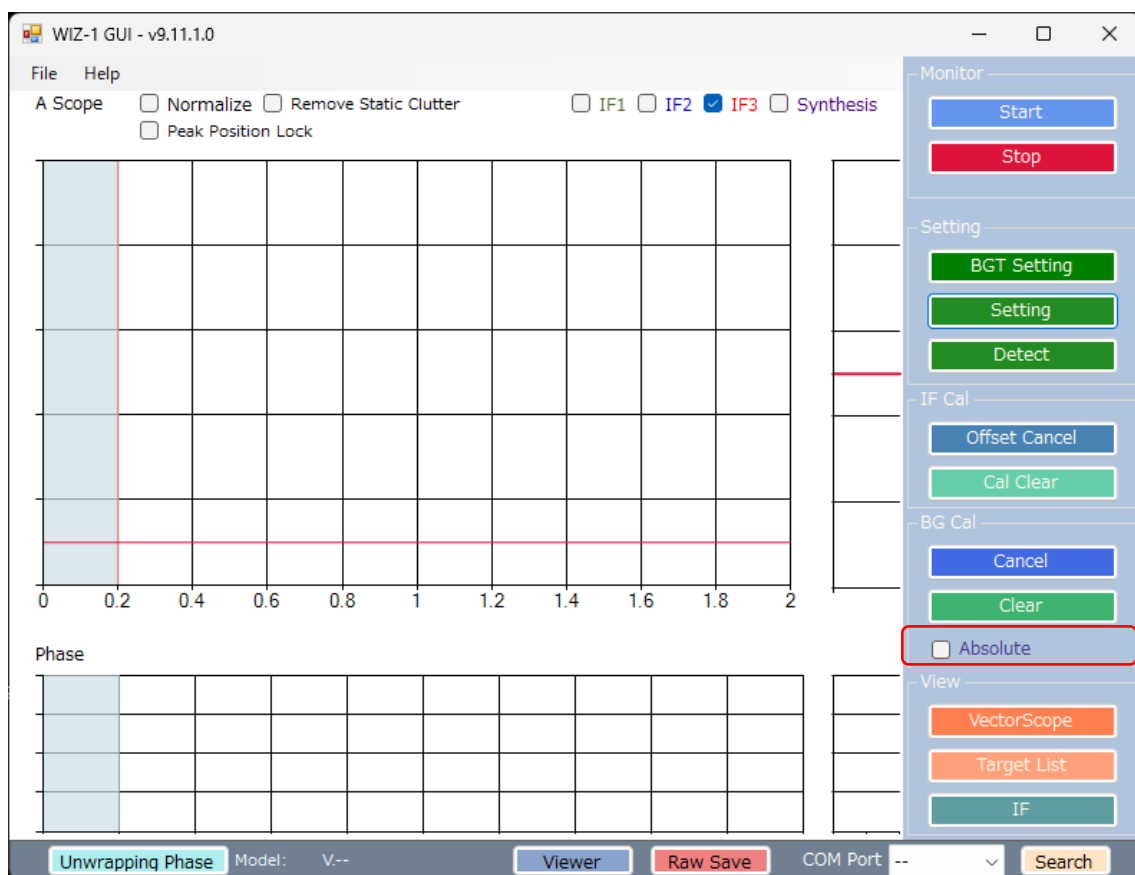 WIZ-1 GUI - v9.11.1.0
File Help
A Scope Normalize Remove Static Clutter IF1 IF2 IF3 Synthesis
Peak Position Lock
0 0.2 0.4 0.6 0.8 1 1.2 1.4 1.6 1.8 2
Phase
Monitor
Start
Stop
Setting
BGT Setting
Setting
Detect
IF Cal
Offset Cancel
Cal Clear
BG Cal
Cancel
Clear
Absolute
View
VectorScope
Target List
IF
Unwrapping Phase Model: V.-- Viewer Raw Save COM Port -- Search